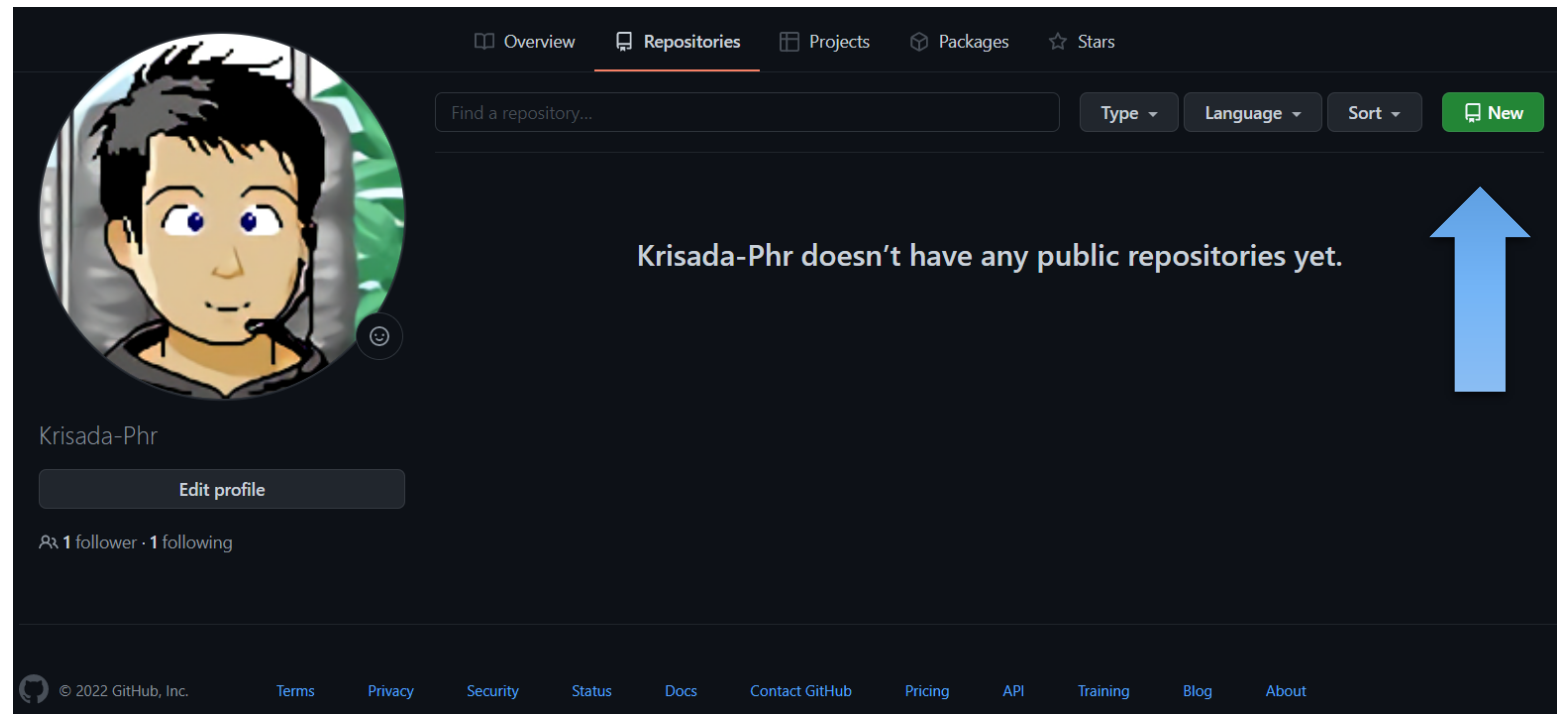 Overview Repositories Projects Packages Stars
Find a repository... Type Language Sort New
Krisada-Phr doesn't have any public repositories yet.
Krisada-Phr
Edit profile
1 follower · 1 following
© 2022 GitHub, Inc. Terms Privacy Security Status Docs Contact GitHub Pricing API Training Blog About